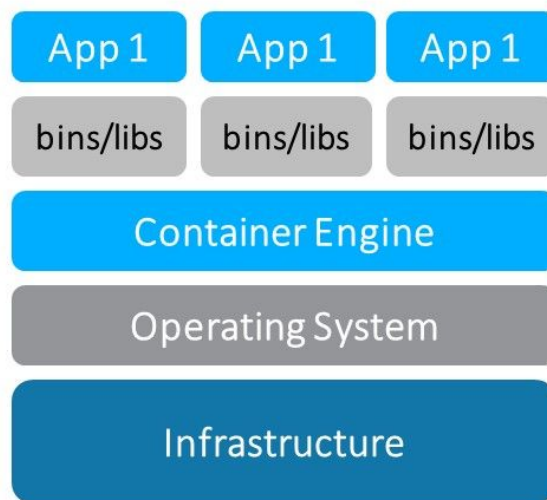 App 1 App 1 App 1
bins/libs bins/libs bins/libs
Container Engine
Operating System
Infrastructure